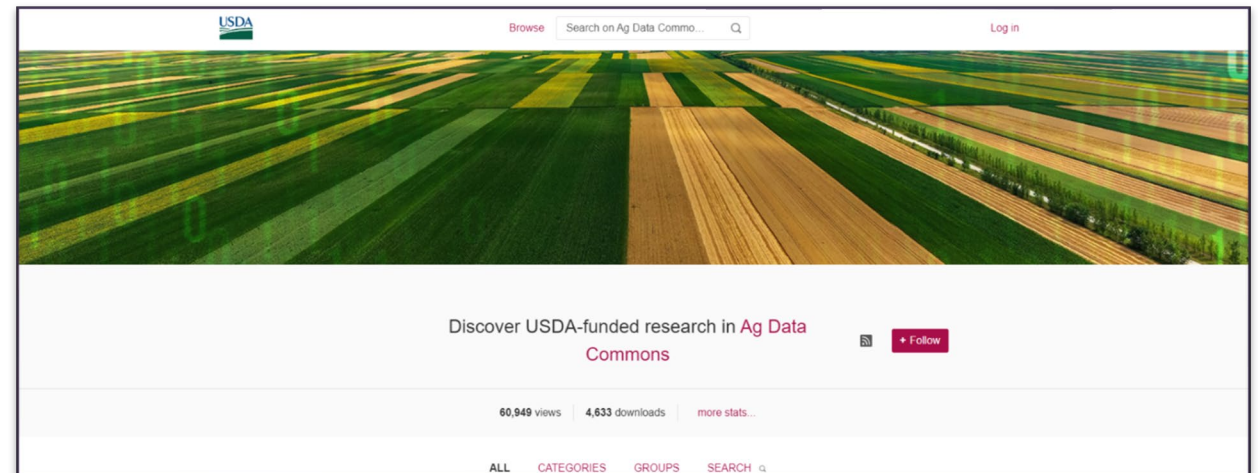 USDA
Browse
Search on Ag Data Commo...
Log in
Discover USDA-funded research in Ag Data
Commons
+ Follow
60,949 views
4,633 downloads
more stats...
ALL CATEGORIES GROUPS SEARCH